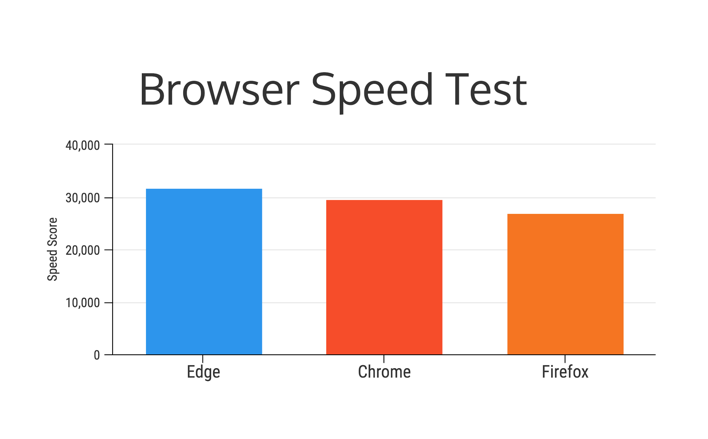 Browser Speed Test
40,000
30,000
20,000
10,000
0
Speed Score
Edge
Chrome
Firefox